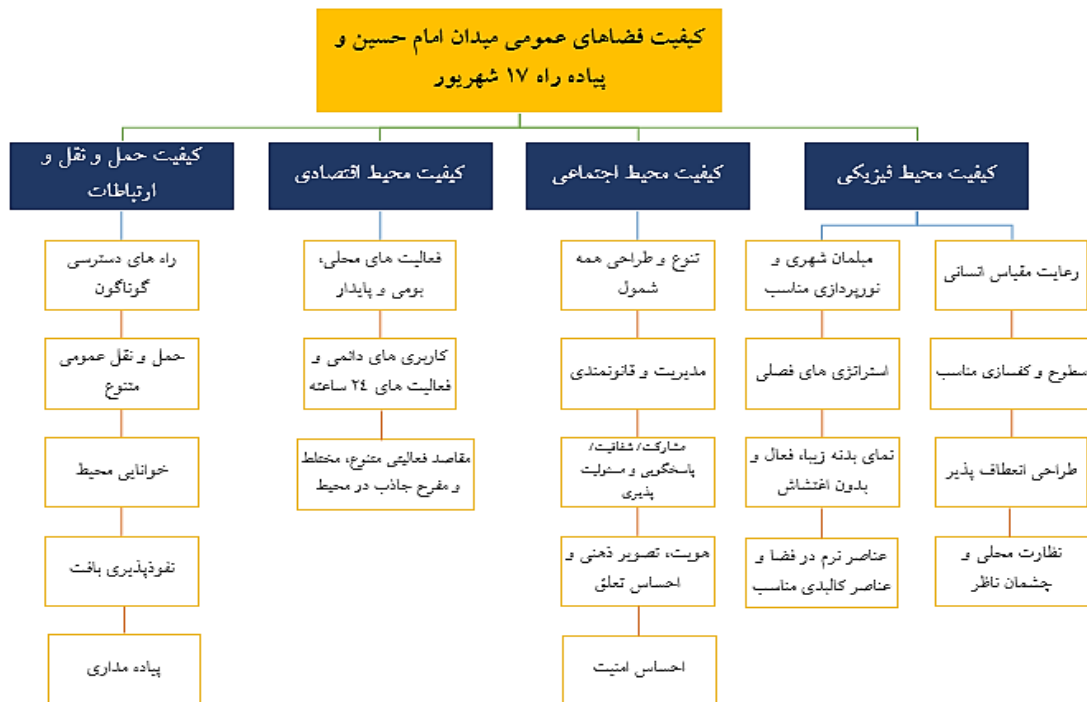 کیفیت فضاهای عمومی میدان امام حسین و
پیاده راه ۱۷ شهریور
کیفیت محیط فیزیکی
کیفیت محیط اجتماعی
کیفیت محیط اقتصادی
کیفیت حمل و نقل و
ارتباطات
رعایت مقیاس انسانی
سطوح و کفسازی مناسب
طراحی انعطاف پذیر
نظارت محلی و
چشمان ناظر
مبلمان شهری و
نورپردازی مناسب
استراتژی های فصلی
نمای بدنه زیبا، فعال و
بدون اغتشاش
عناصر نرم در فضا و
عناصر کالبدی مناسب
تنوع و طراحی همه
شمول
مدیریت و قانونمندی
مشارکت/ شفافیت/
پاسخگویی و مسئولیت
پذیری
هویت، تصویر ذهنی و
احساس تعلق
احساس امنیت
فعالیت های محلی،
بومی و پایدار
کاربری های دائمی و
فعالیت های ۲۴ ساعته
مقاصد فعالیتی متنوع، مختلط
و مفرح جاذب در محیط
راه های دسترسی
گوناگون
حمل و نقل عمومی
متنوع
خوانایی محیط
نفوذپذیری بافت
پیاده مداری